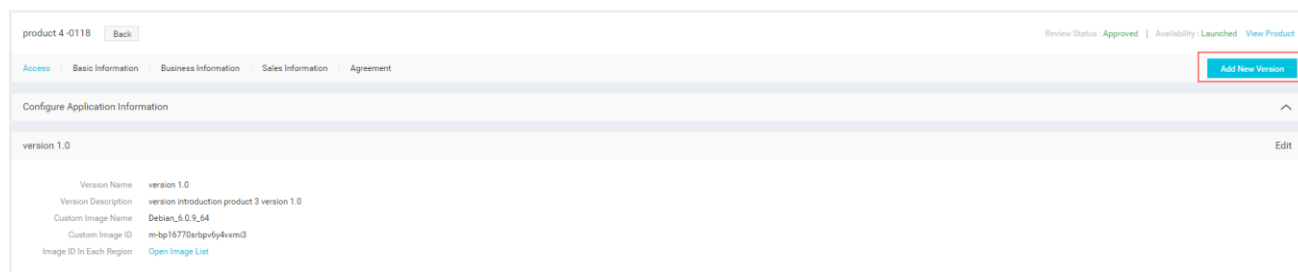 product 4 -0118 Back Review Status : Approved | Availability : Launched View Product
Access Basic Information Business Information Sales Information Agreement Add New Version
Configure Application Information
version 1.0 Edit
Version Name version 1.0
Version Description version introduction product 3 version 1.0
Custom Image Name Debian_6.0.9_64
Custom Image ID m-bp16770srbpv6y4vxmi3
Image ID In Each Region Open Image List